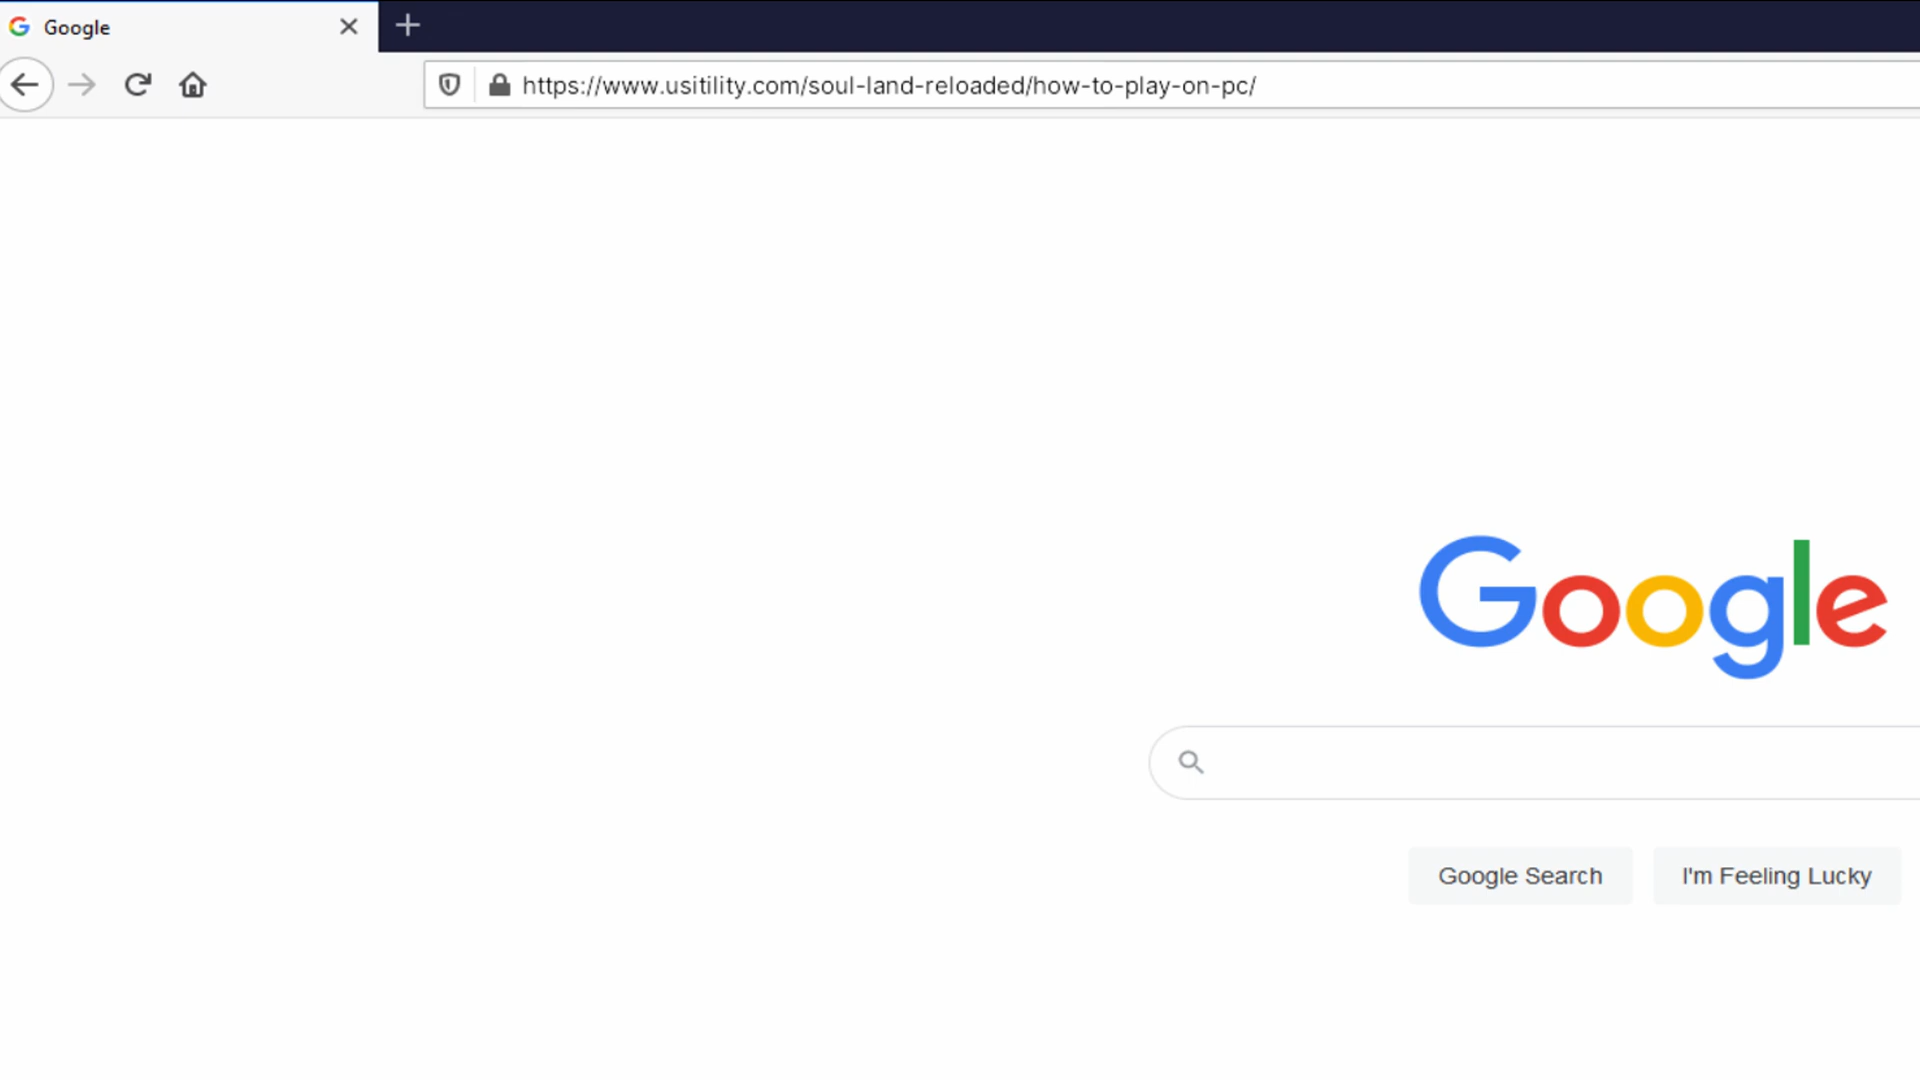 Google
https://www.usitility.com/soul-land-reloaded/how-to-play-on-pc/
Google
Google Search
I'm Feeling Lucky